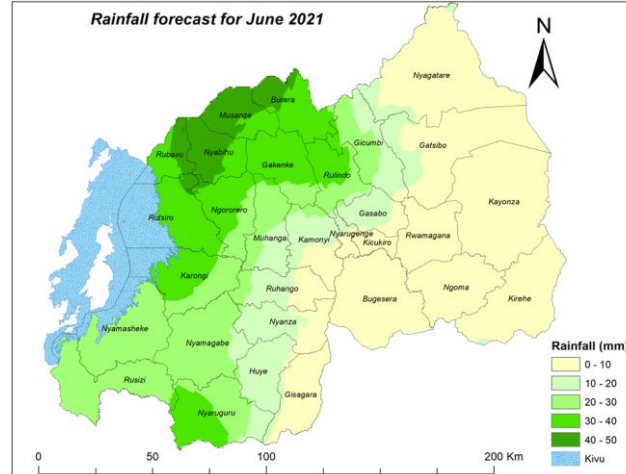 Rainfall forecast for June 2021
N
Nyagatare
Burera
Musanze
Rubavu
Nyabihu
Gicumbi
Gatsibo
Gakenke
Rulindo
Kayonza
Rutsiro
Ngororero
Gasabo
Muhanga
Kamonyi
Nyarugenge
Kicukiro
Rwamagana
Karongi
Ruhango
Bugesera
Ngoma
Kirehe
Nyamasheke
Nyamagabe
Nyanza
Rusizi
Huye
Gisagara
Nyaruguru
Rainfall (mm)
0 - 10
10 - 20
20 - 30
30 - 40
40 - 50
Kivu
0 50 100 200 Km